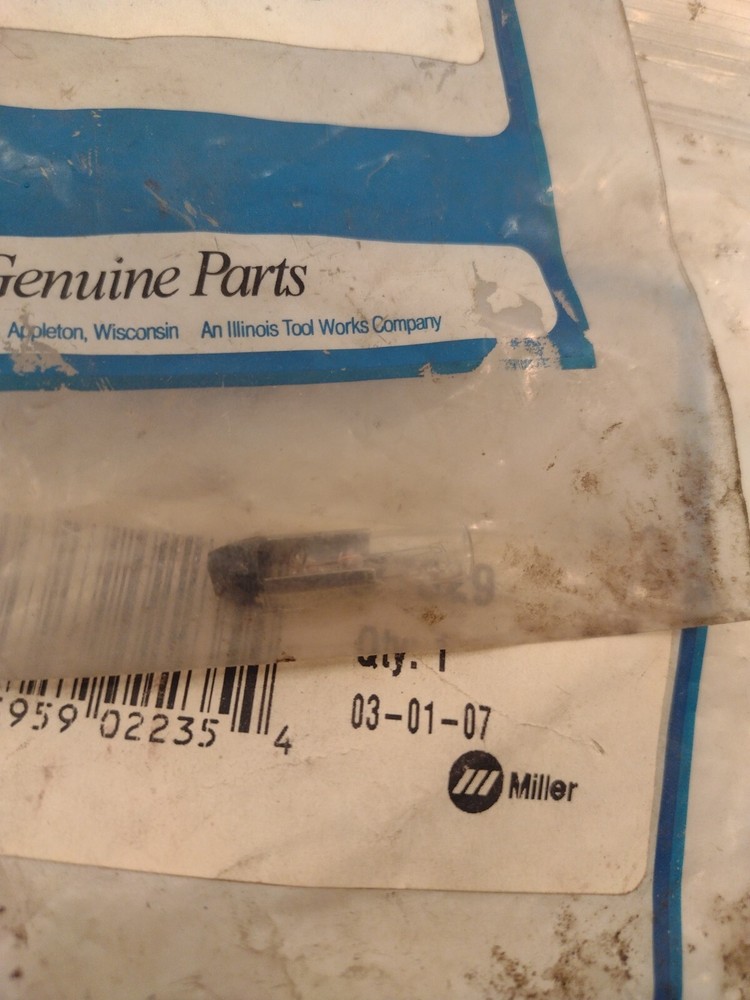 Genuine Parts
Appleton, Wisconsin An Illinois Tool Works Company
Qty. 1
03-01-07
959 02235 4
Miller